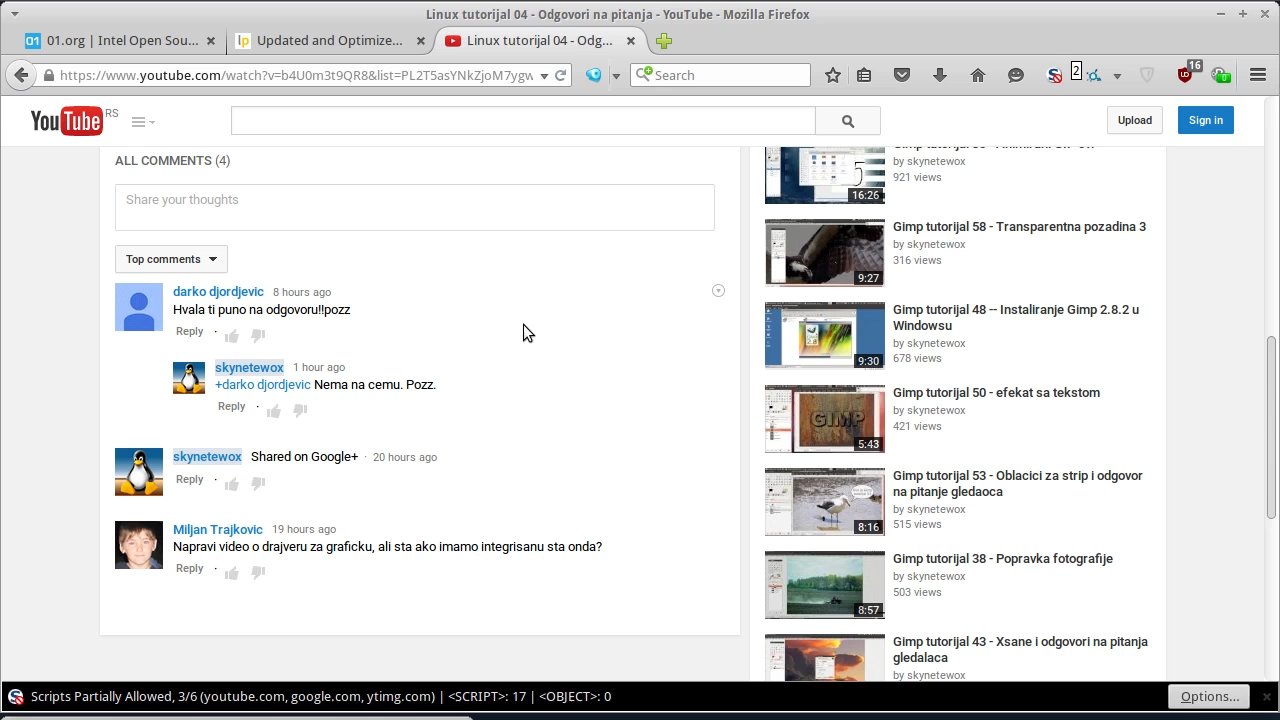 Linux tutorijal 04 - Odgovori na pitanja - YouTube - Mozilla Firefox
01.org | Intel Open Sou...
Updated and Optimize...
Linux tutorijal 04 - Odg...
https://www.youtube.com/watch?v=b4U0m3t9QR8&list=PL2T5asYNkZjoM7ygw
Search
2
16
0
YouTube RS
Upload
Sign in
ALL COMMENTS (4)
Share your thoughts
Top comments
darko djordjevic 8 hours ago
Hvala ti puno na odgovoru!!pozz
Reply ·
skynetewox 1 hour ago
+darko djordjevic Nema na cemu. Pozz.
Reply ·
skynetewox Shared on Google+ · 20 hours ago
Reply ·
Miljan Trajkovic 19 hours ago
Napravi video o drajveru za graficku, ali sta ako imamo integrisanu sta onda?
Reply ·
by skynetewox
921 views
16:26
Gimp tutorijal 58 - Transparentna pozadina 3
by skynetewox
316 views
9:27
Gimp tutorijal 48 -- Instaliranje Gimp 2.8.2 u
Windowsu
by skynetewox
678 views
9:30
Gimp tutorijal 50 - efekat sa tekstom
by skynetewox
421 views
GIMP
5:43
Gimp tutorijal 53 - Oblacici za strip i odgovor
na pitanje gledaoca
by skynetewox
515 views
8:16
Gimp tutorijal 38 - Popravka fotografije
by skynetewox
503 views
8:57
Gimp tutorijal 43 - Xsane i odgovori na pitanja
gledalaca
by skynetewox
Scripts Partially Allowed, 3/6 (youtube.com, google.com, ytimg.com) | <SCRIPT>: 17 | <OBJECT>: 0
Options...